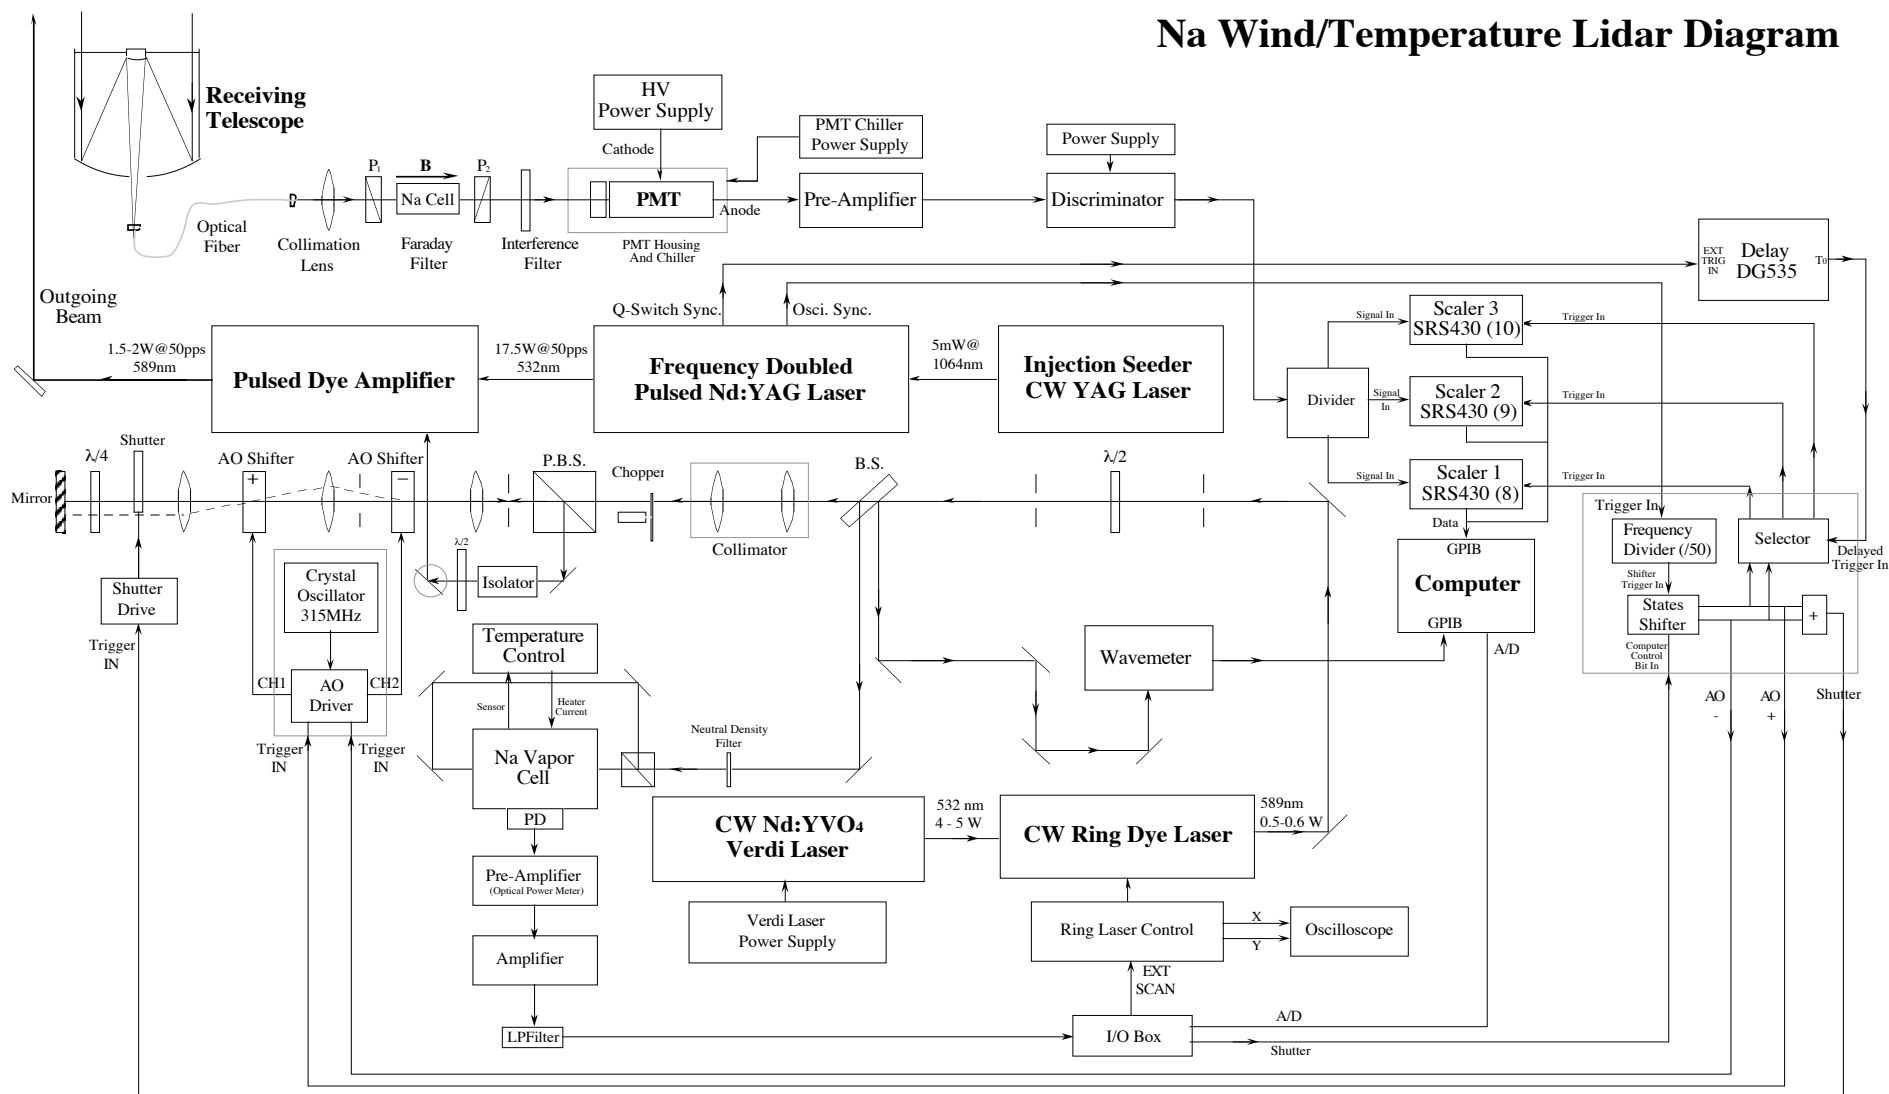 Na Wind/Temperature Lidar Diagram
Receiving
Telescope
HV
Power Supply
Cathode
PMT Chiller
Power Supply
Power Supply
P1
B
P2
Na Cell
PMT
Anode
Pre-Amplifier
Discriminator
Optical
Fiber
Collimation
Lens
Faraday
Filter
Interference
Filter
PMT Housing
And Chiller
EXT
TRIG
IN
Delay
DG535
To
Outgoing
Beam
Q-Switch Sync.
Osci. Sync.
1.5-2W@50pps
589nm
Pulsed Dye Amplifier
17.5W@50pps
532nm
Frequency Doubled
Pulsed Nd:YAG Laser
5mW@
1064nm
Injection Seeder
CW YAG Laser
Divider
Signal In
Scaler 3
SRS430 (10)
Trigger In
Signal
In
Scaler 2
SRS430 (9)
Trigger In
Signal In
Scaler 1
SRS430 (8)
Trigger In
Data
Mirror
λ/4
Shutter
AO Shifter
+
AO Shifter
−
P.B.S.
Chopper
Collimator
B.S.
λ/2
λ/2
Isolator
Shutter
Drive
Trigger
IN
Crystal
Oscillator
315MHz
CH1
AO
Driver
CH2
Trigger
IN
Trigger
IN
Temperature
Control
Sensor
Heater
Current
Na Vapor
Cell
PD
Neutral Density
Filter
Pre-Amplifier
(Optical Power Meter)
Amplifier
LPFilter
Wavemeter
GPIB
Computer
GPIB
A/D
Trigger In
Frequency
Divider (/50)
Selector
Delayed
Trigger In
Shifter
Trigger In
States
Shifter
+
Computer
Control
Bit In
AO
-
AO
+
Shutter
CW Nd:YVO4
Verdi Laser
532 nm
4 - 5 W
CW Ring Dye Laser
589nm
0.5-0.6 W
Verdi Laser
Power Supply
Ring Laser Control
X
Y
Oscilloscope
EXT
SCAN
I/O Box
A/D
Shutter